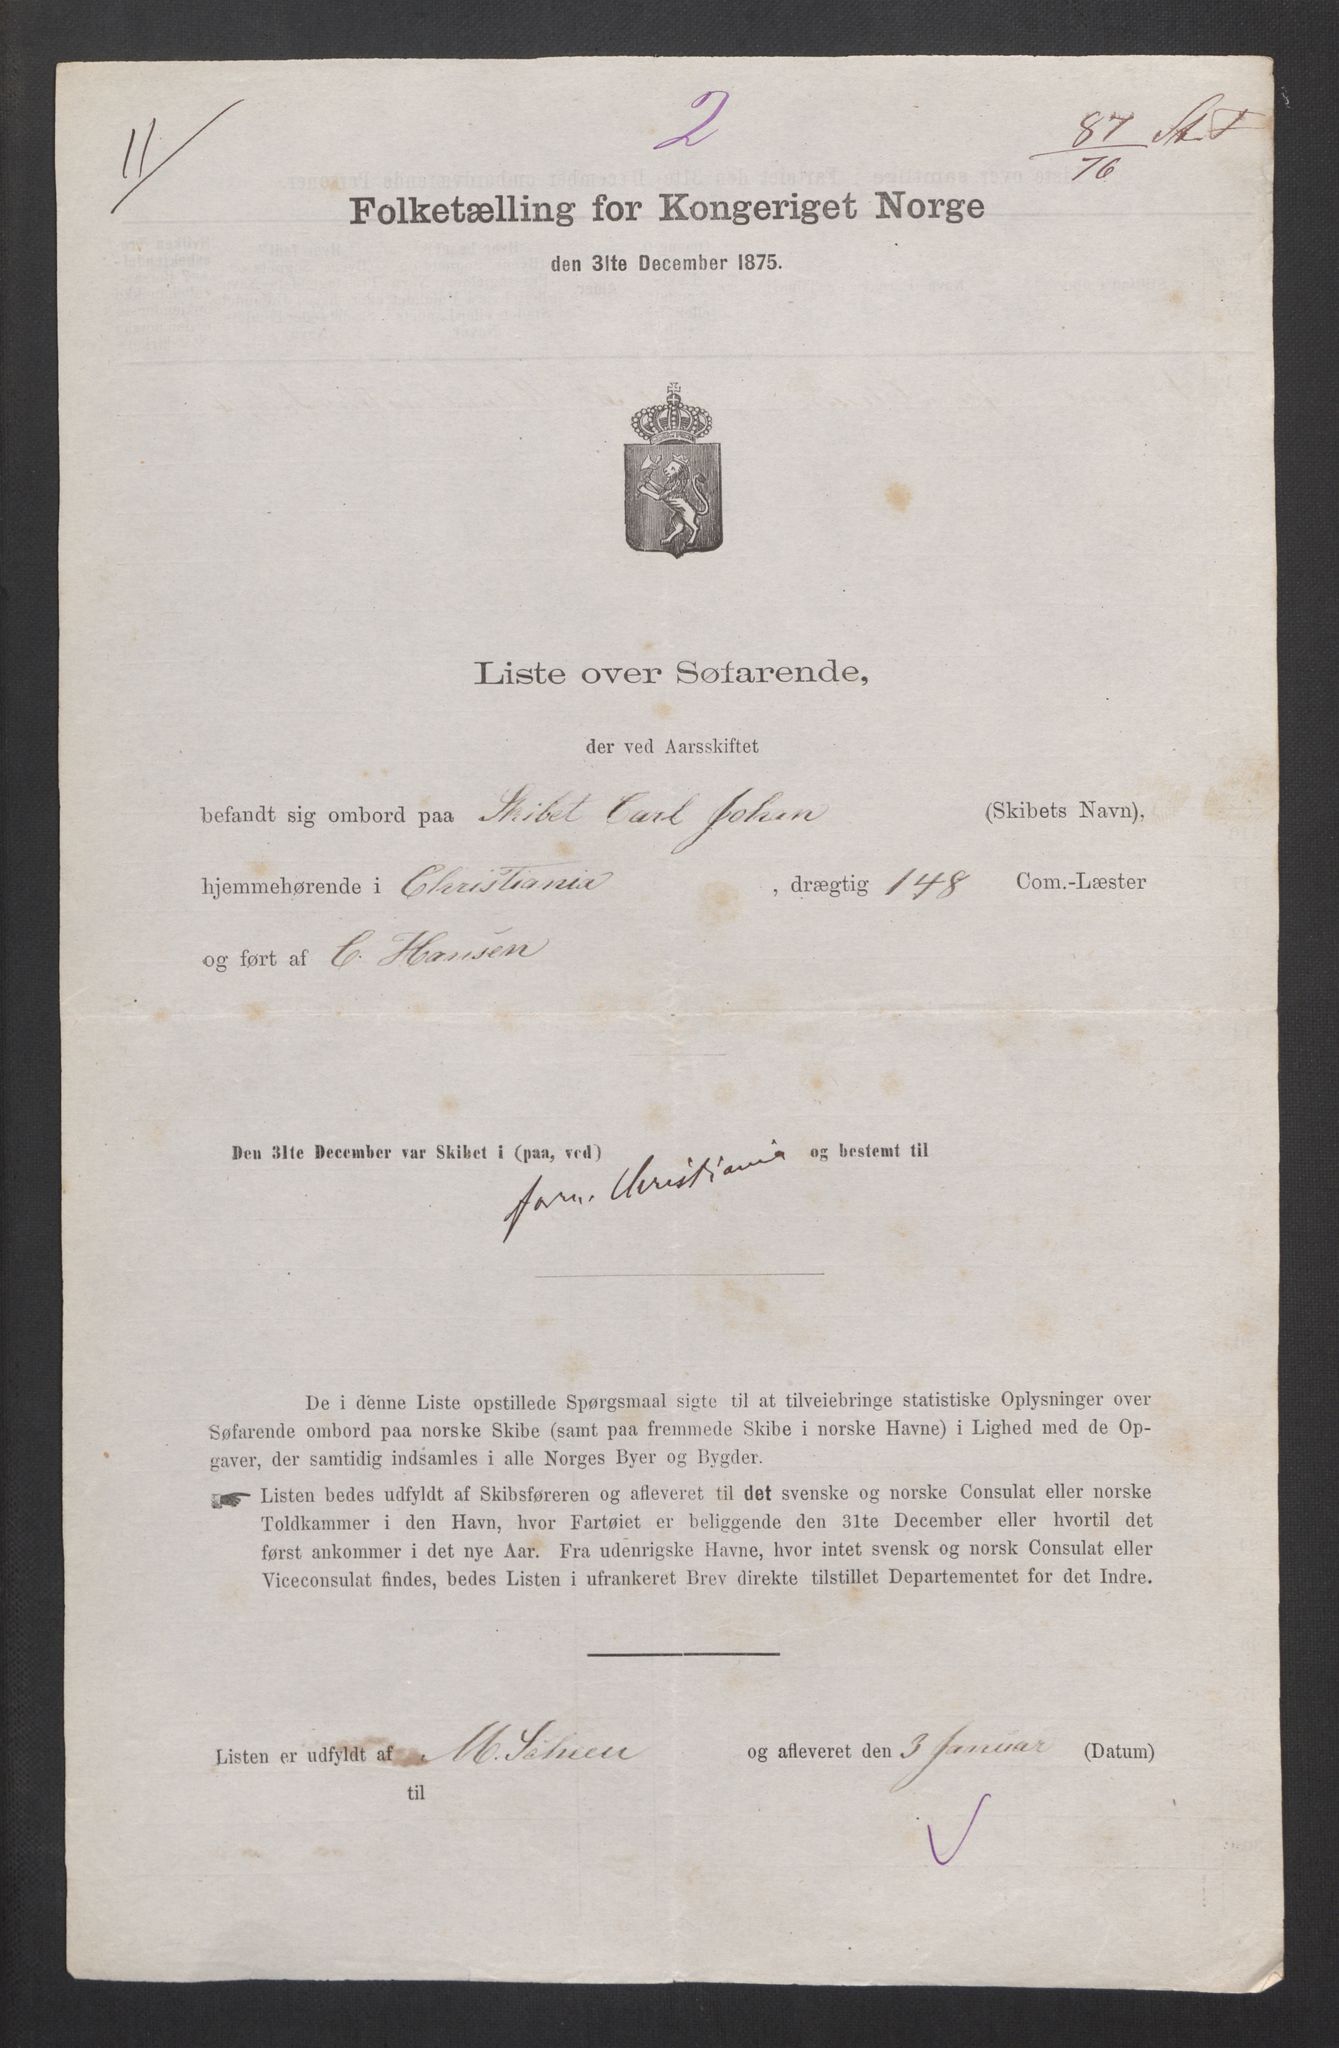 11/
2
87 St. I
76
Folketælling for Kongeriget Norge
den 31te December 1875.
Liste over Søfarende,
der ved Aarsskiftet
befandt sig ombord paa Skibet Carl Johan (Skibets Navn),
hjemmehørende i Christiania, drægtig 148 Com.-Læster
og ført af C. Hansen
Den 31te December var Skibet i (paa, ved) Christiania og bestemt til
De i denne Liste opstillede Spørgsmaal sigte til at tilveiebringe statistiske Oplysninger over
Søfarende ombord paa norske Skibe (samt paa fremmede Skibe i norske Havne) i Lighed med de Op-
gaver, der samtidig indsamles i alle Norges Byer og Bygder.
☛ Listen bedes udfyldt af Skibsføreren og afleveret til det svenske og norske Consulat eller norske
Toldkammer i den Havn, hvor Fartøiet er beliggende den 31te December eller hvortil det
først ankommer i det nye Aar. Fra udenrigske Havne, hvor intet svensk og norsk Consulat eller
Viceconsulat findes, bedes Listen i ufrankeret Brev direkte tilstillet Departementet for det Indre.
Listen er udfyldt af M. og afleveret den 3 Januar (Datum)
til